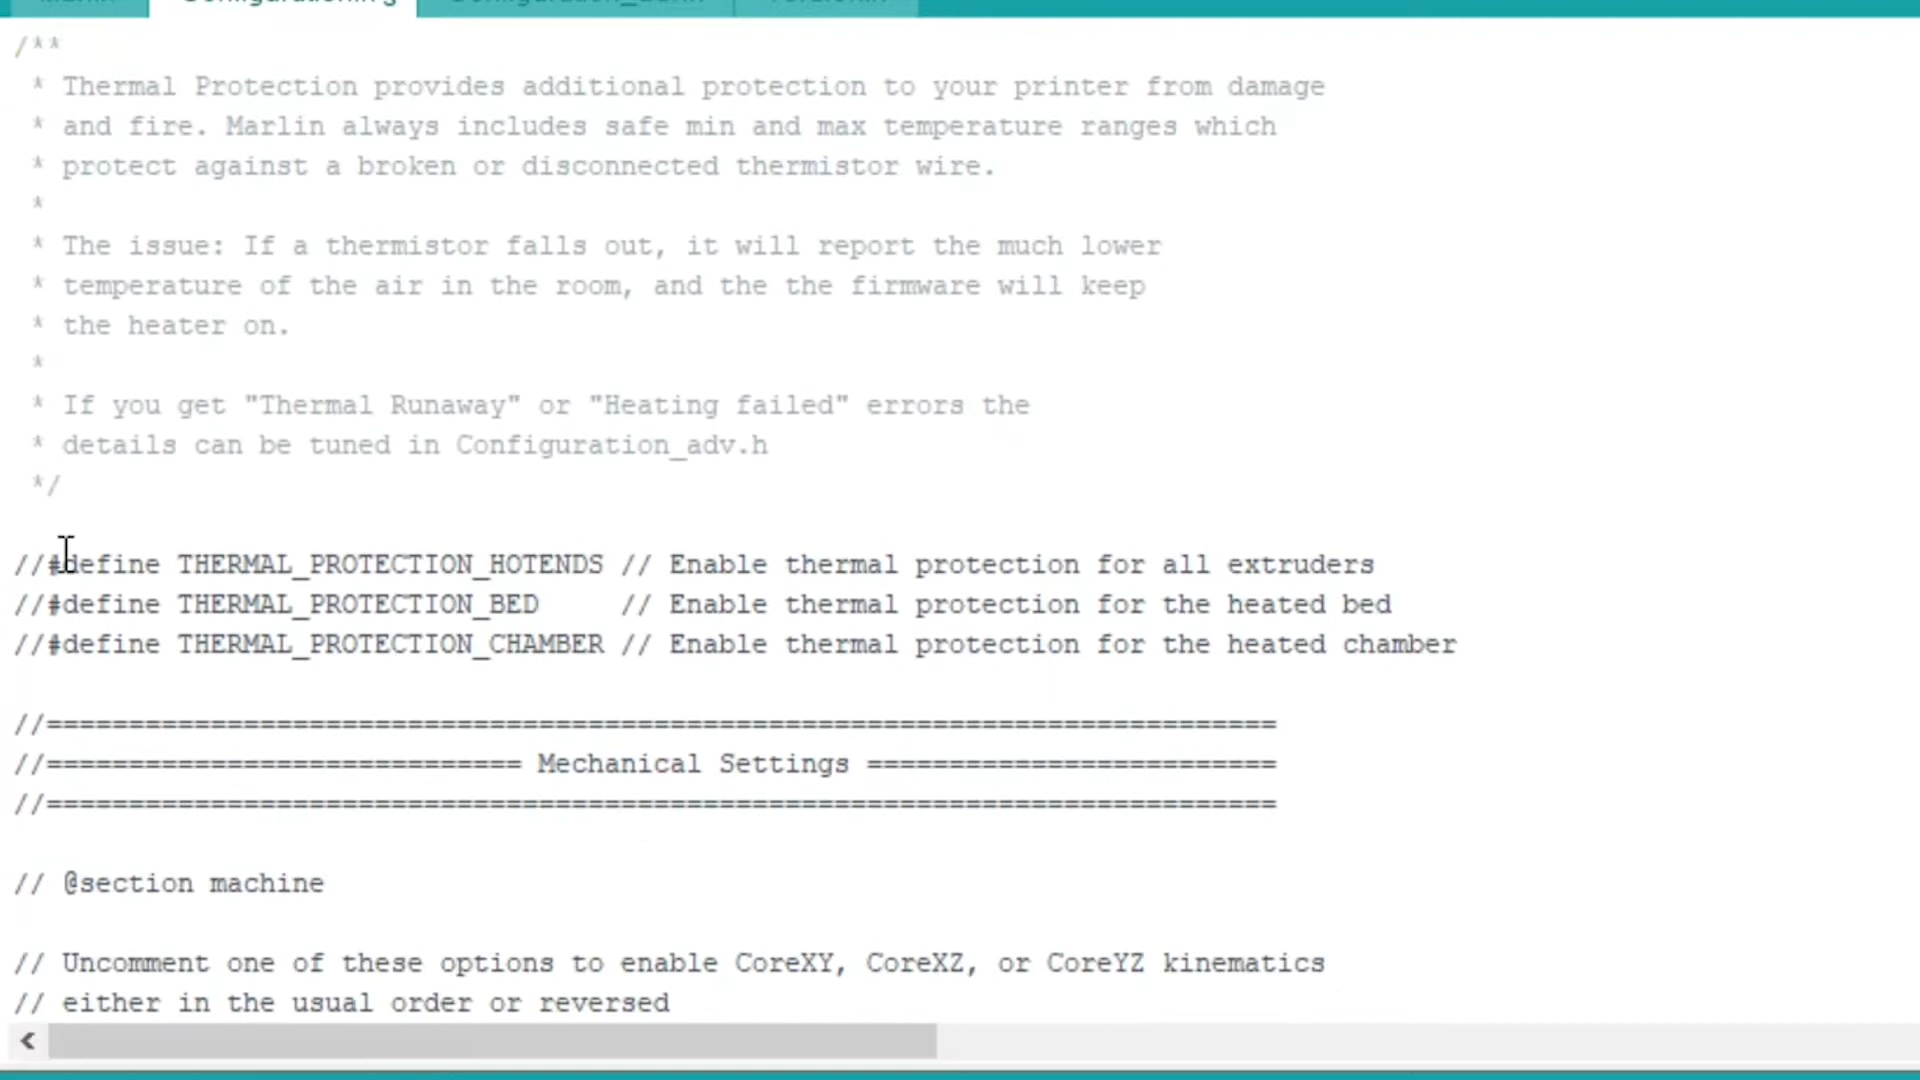 /**
* Thermal Protection provides additional protection to your printer from damage
* and fire. Marlin always includes safe min and max temperature ranges which
* protect against a broken or disconnected thermistor wire.
*
* The issue: If a thermistor falls out, it will report the much lower
* temperature of the air in the room, and the the firmware will keep
* the heater on.
*
* If you get "Thermal Runaway" or "Heating failed" errors the
* details can be tuned in Configuration_adv.h
*/
//#define THERMAL_PROTECTION_HOTENDS // Enable thermal protection for all extruders
//#define THERMAL_PROTECTION_BED     // Enable thermal protection for the heated bed
//#define THERMAL_PROTECTION_CHAMBER // Enable thermal protection for the heated chamber
//===========================================================================
//============================= Mechanical Settings =========================
//===========================================================================
// @section machine
// Uncomment one of these options to enable CoreXY, CoreXZ, or CoreYZ kinematics
// either in the usual order or reversed